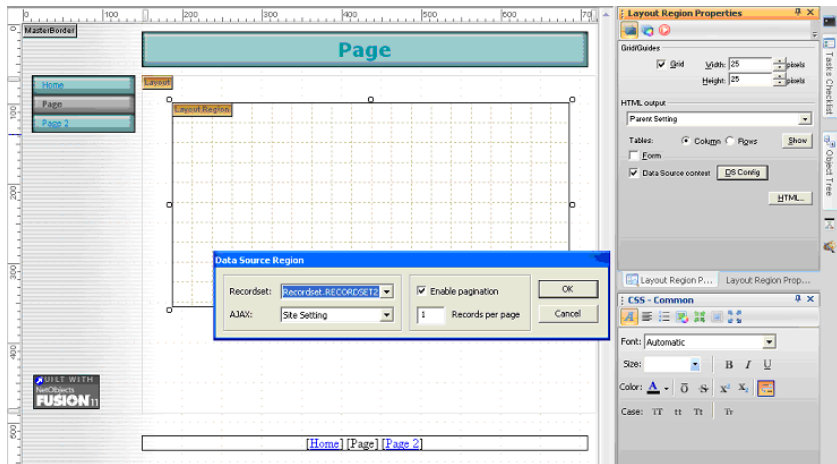 0 100 200 300 400 500 600 700
MasterBorder
Page
Home
Page
Page 2
Layout
Layout Region
100
200
300
400
500
Data Source Region
Recordset: Recordset.RECORDSET2
AJAX: Site Setting
Enable pagination
1 Records per page
OK
Cancel
BUILT WITH
NetObjects
FUSION 11
[Home] [Page] [Page 2]
Layout Region Properties
Grid/Guides
Grid Width: 25 pixels
Height: 25 pixels
HTML output
Parent Setting
Tables: Column Rows Show
Form
Data Source context DS Config
HTML...
Layout Region P... Layout Region Prop...
CSS - Common
Font: Automatic
Size: B I U
Color: A O S X² X₂
Case: TT tt Tt Tr
Tasks Checklist
Object Tree